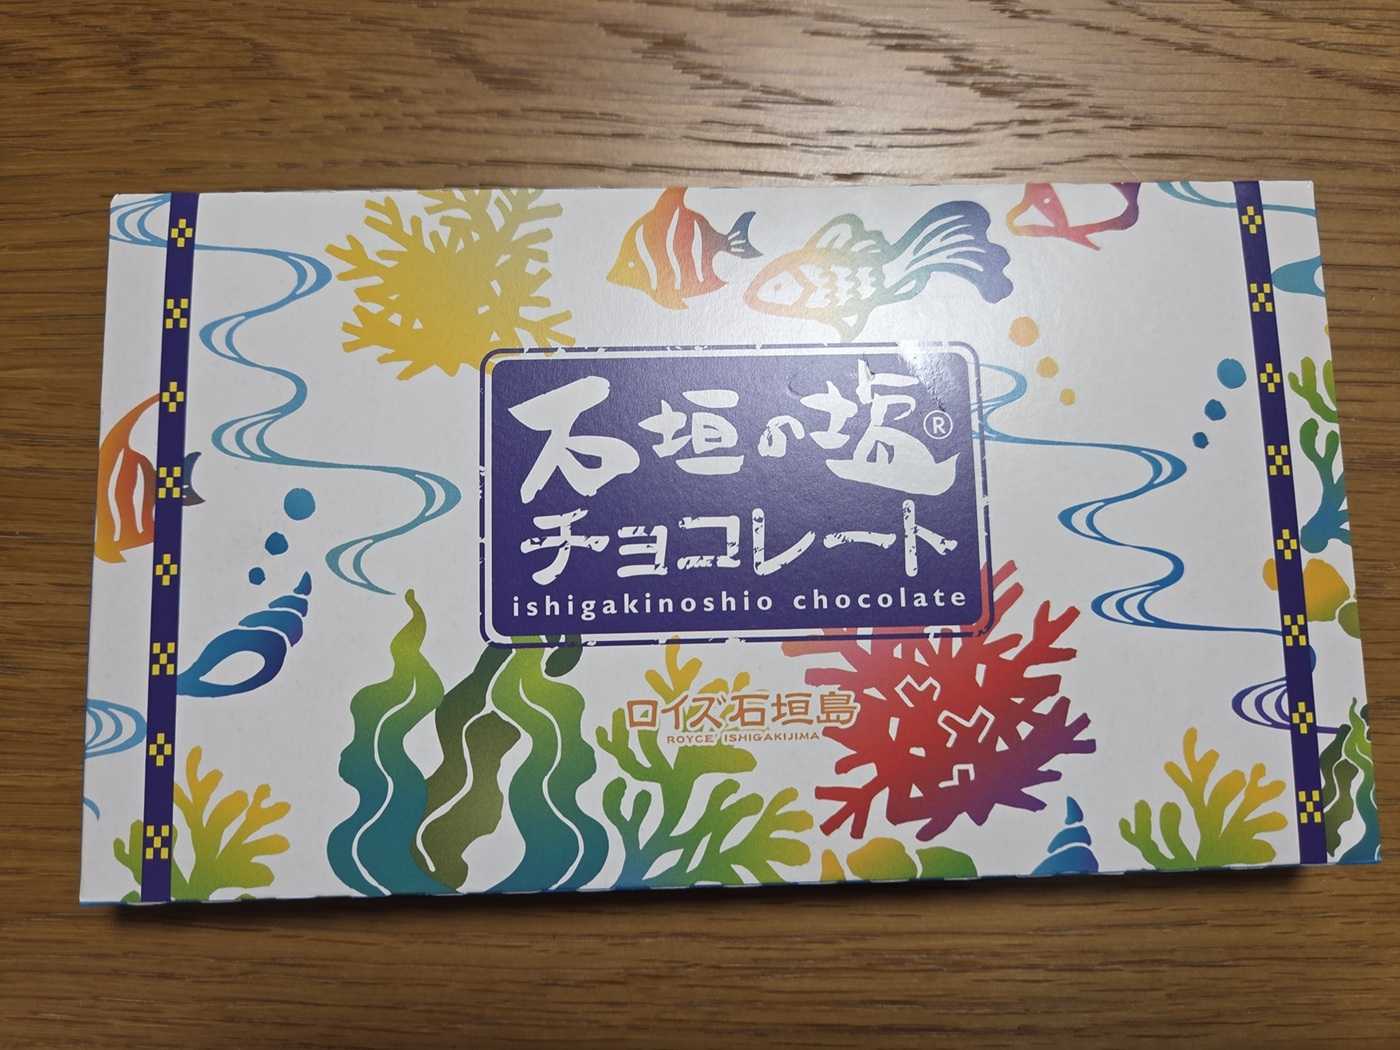 石垣の塩®
チョコレート
ishigakinoshio chocolate
ロイズ石垣島
ROYCE' ISHIGAKIJIMA